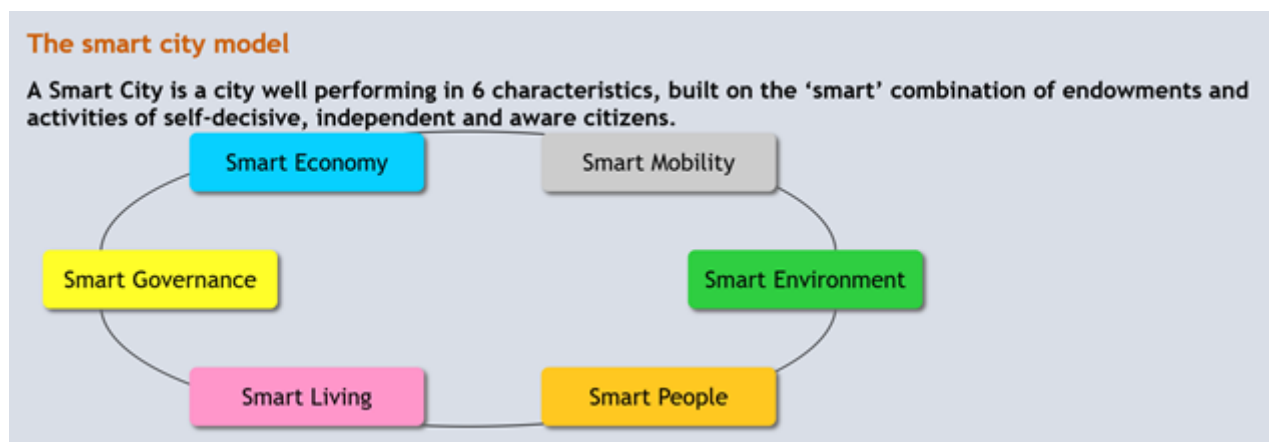 The smart city model
A Smart City is a city well performing in 6 characteristics, built on the ‘smart’ combination of endowments and
activities of self-decisive, independent and aware citizens.
Smart Economy
Smart Mobility
Smart Governance
Smart Environment
Smart Living
Smart People